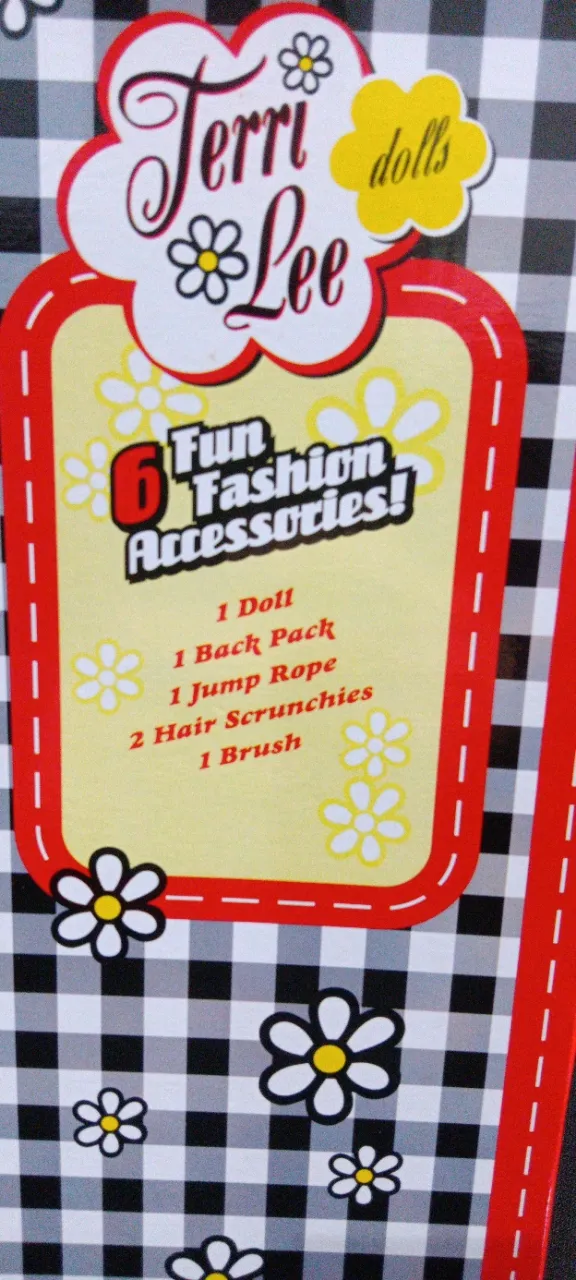 Terri
Lee
dolls
6 Fun
Fashion
Accessories!
1 Doll
1 Back Pack
1 Jump Rope
2 Hair Scrunchies
1 Brush